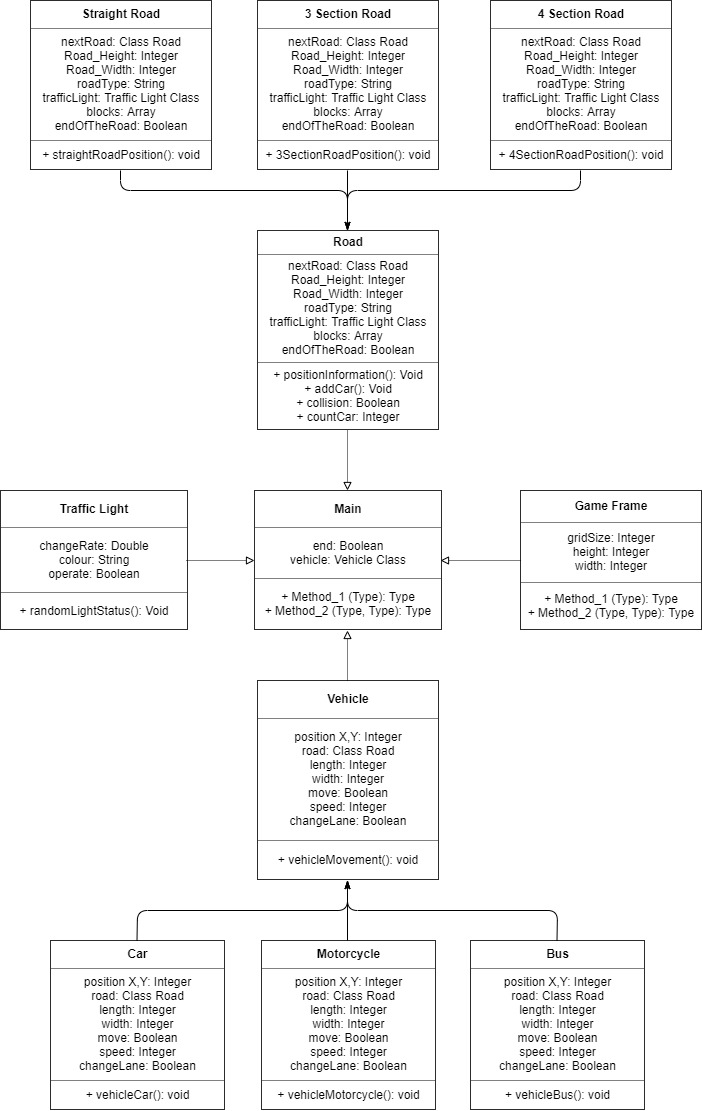 Straight Road
nextRoad: Class Road
Road_Height: Integer
Road_Width: Integer
roadType: String
trafficLight: Traffic Light Class
blocks: Array
endOfTheRoad: Boolean
+ straightRoadPosition(): void
3 Section Road
nextRoad: Class Road
Road_Height: Integer
Road_Width: Integer
roadType: String
trafficLight: Traffic Light Class
blocks: Array
endOfTheRoad: Boolean
+ 3SectionRoadPosition(): void
4 Section Road
nextRoad: Class Road
Road_Height: Integer
Road_Width: Integer
roadType: String
trafficLight: Traffic Light Class
blocks: Array
endOfTheRoad: Boolean
+ 4SectionRoadPosition(): void
Road
nextRoad: Class Road
Road_Height: Integer
Road_Width: Integer
roadType: String
trafficLight: Traffic Light Class
blocks: Array
endOfTheRoad: Boolean
+ positionInformation(): Void
+ addCar(): Void
+ collision: Boolean
+ countCar: Integer
Traffic Light
changeRate: Double
colour: String
operate: Boolean
+ randomLightStatus(): Void
Main
end: Boolean
vehicle: Vehicle Class
+ Method_1 (Type): Type
+ Method_2 (Type, Type): Type
Game Frame
gridSize: Integer
height: Integer
width: Integer
+ Method_1 (Type): Type
+ Method_2 (Type, Type): Type
Vehicle
position X,Y: Integer
road: Class Road
length: Integer
width: Integer
move: Boolean
speed: Integer
changeLane: Boolean
+ vehicleMovement(): void
Car
position X,Y: Integer
road: Class Road
length: Integer
width: Integer
move: Boolean
speed: Integer
changeLane: Boolean
+ vehicleCar(): void
Motorcycle
position X,Y: Integer
road: Class Road
length: Integer
width: Integer
move: Boolean
speed: Integer
changeLane: Boolean
+ vehicleMotorcycle(): void
Bus
position X,Y: Integer
road: Class Road
length: Integer
width: Integer
move: Boolean
speed: Integer
changeLane: Boolean
+ vehicleBus(): void